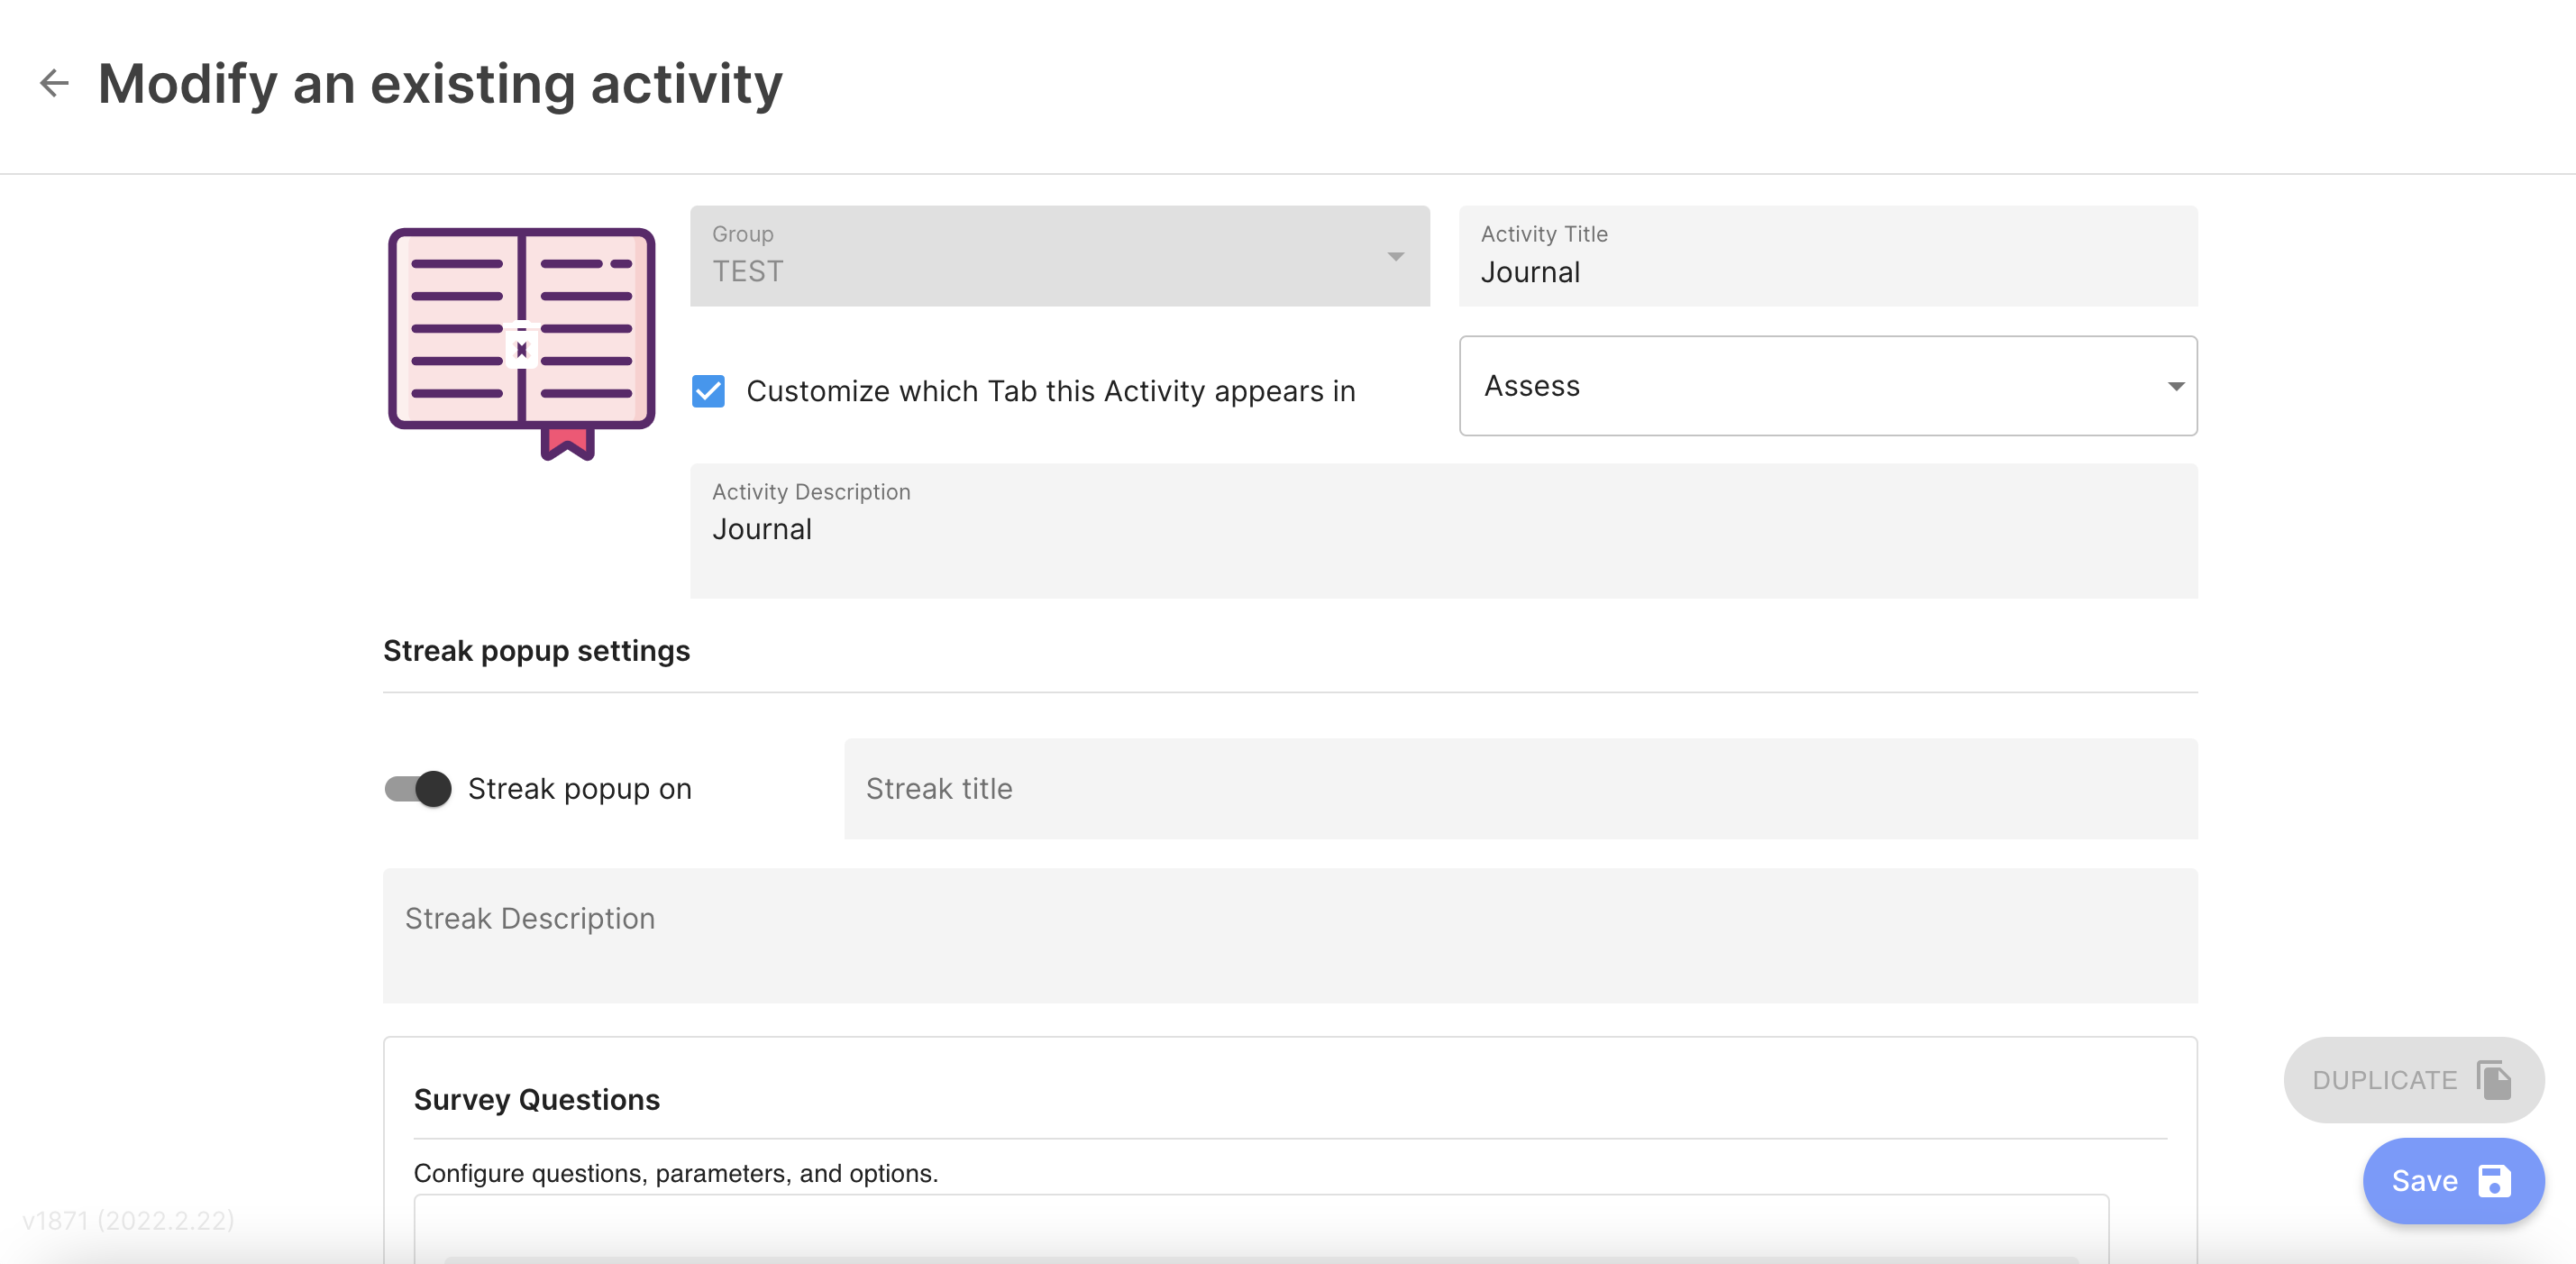 Modify an existing activity
Group
TEST
Activity Title
Journal
Customize which Tab this Activity appears in
Assess
Activity Description
Journal
Streak popup settings
Streak popup on
Streak title
Streak Description
Survey Questions
Configure questions, parameters, and options.
DUPLICATE
Save
v1871 (2022.2.22)